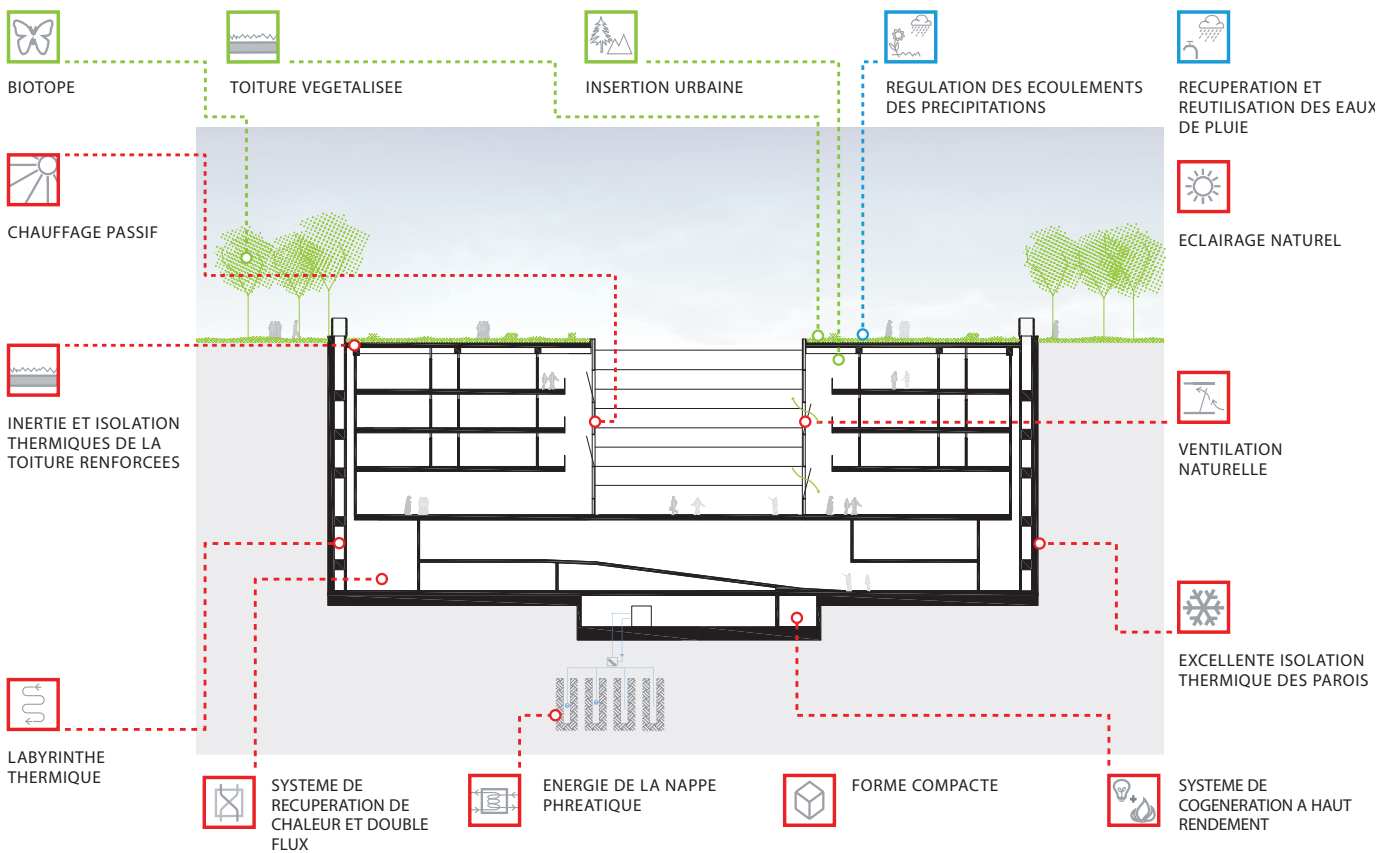 BIOTOPE
TOITURE VEGETALISEE
INSERTION URBAINE
REGULATION DES ECOULEMENTS
DES PRECIPITATIONS
RECUPERATION ET
REUTILISATION DES EAUX
DE PLUIE
CHAUFFAGE PASSIF
ECLAIRAGE NATUREL
INERTIE ET ISOLATION
THERMIQUES DE LA
TOITURE RENFORCEES
VENTILATION
NATURELLE
EXCELLENTE ISOLATION
THERMIQUE DES PAROIS
LABYRINTHE
THERMIQUE
SYSTEME DE
RECUPERATION DE
CHALEUR ET DOUBLE
FLUX
ENERGIE DE LA NAPPE
PHREATIQUE
FORME COMPACTE
SYSTEME DE
COGENERATION A HAUT
RENDEMENT